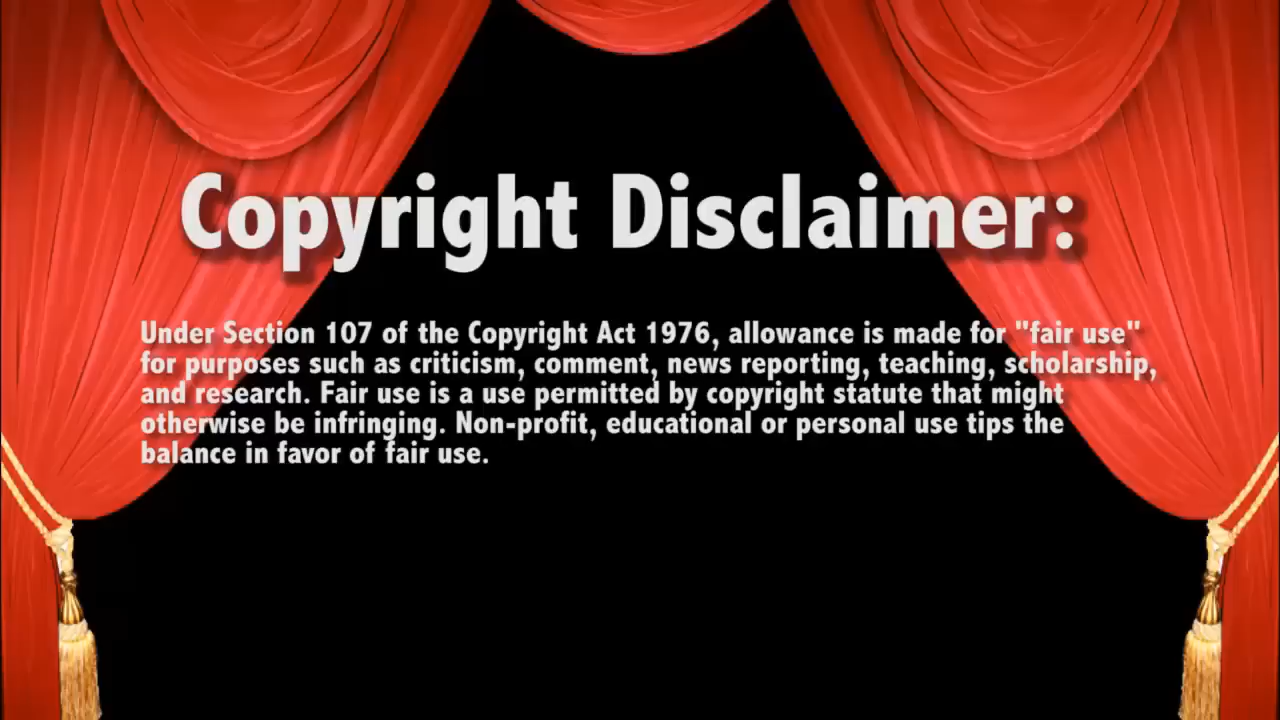 Copyright Disclaimer:
Under Section 107 of the Copyright Act 1976, allowance is made for "fair use"
for purposes such as criticism, comment, news reporting, teaching, scholarship,
and research. Fair use is a use permitted by copyright statute that might
otherwise be infringing. Non-profit, educational or personal use tips the
balance in favor of fair use.